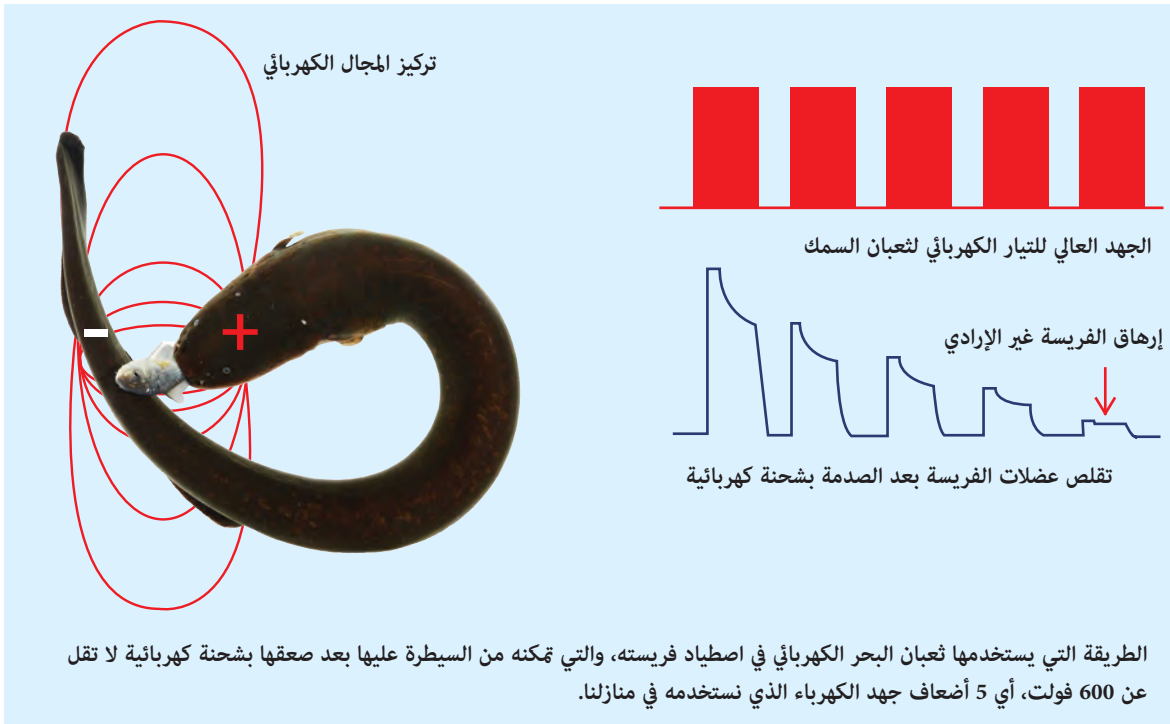 تركيز المجال الكهربائي
الجهد العالي للتيار الكهربائي لثعبان السمك
إرهاق الفريسة غير الإرادي
تقلص عضلات الفريسة بعد الصدمة بشحنة كهربائية
+
-
الطريقة التي يستخدمها ثعبان البحر الكهربائي في اصطياد فريسته، والتي تمكنه من السيطرة عليها بعد صعقها بشحنة كهربائية لا تقل
عن 600 فولت، أي 5 أضعاف جهد الكهرباء الذي نستخدمه في منازلنا.